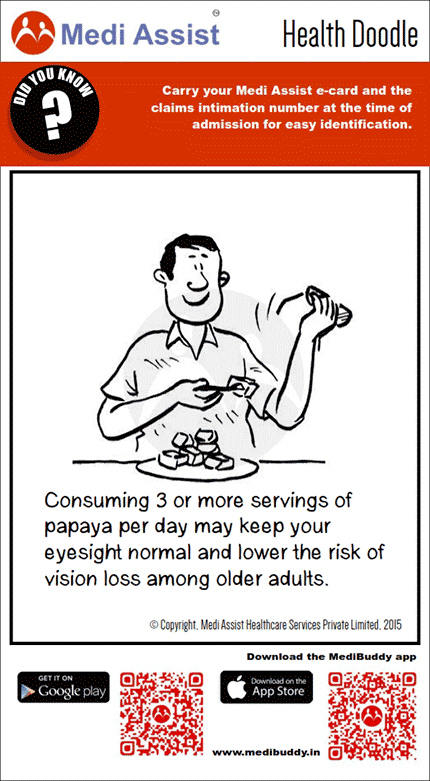 Medi Assist
Health Doodle
DID YOU KNOW
?
Carry your Medi Assist e-card and the
claims intimation number at the time of
admission for easy identification.
Consuming 3 or more servings of
papaya per day may keep your
eyesight normal and lower the risk of
vision loss among older adults.
© Copyright, Medi Assist Healthcare Services Private Limited, 2015
Download the MediBuddy app
GET IT ON
Google play
Download on the
App Store
www.medibuddy.in